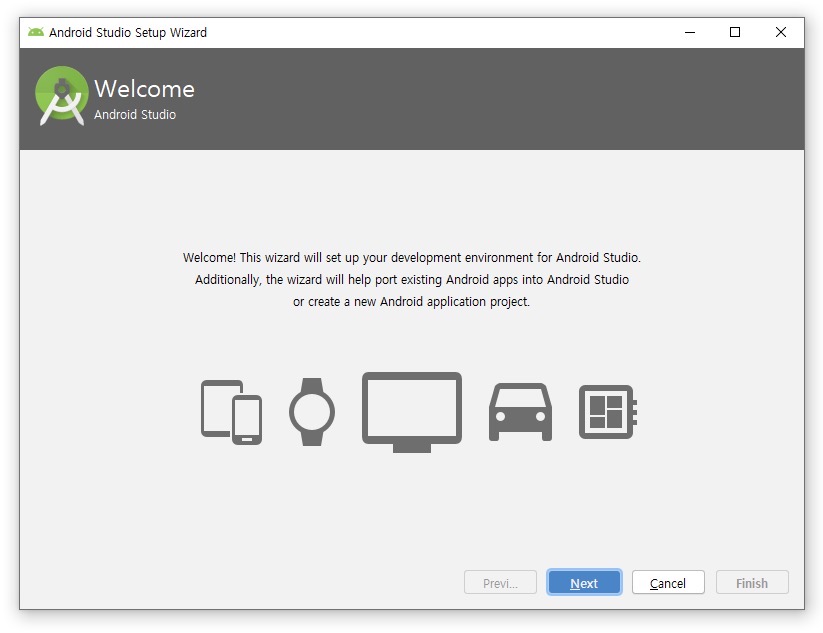 Android Studio Setup Wizard
Welcome
Android Studio
Welcome! This wizard will set up your development environment for Android Studio.
Additionally, the wizard will help port existing Android apps into Android Studio
or create a new Android application project.
Previ...
Next
Cancel
Finish